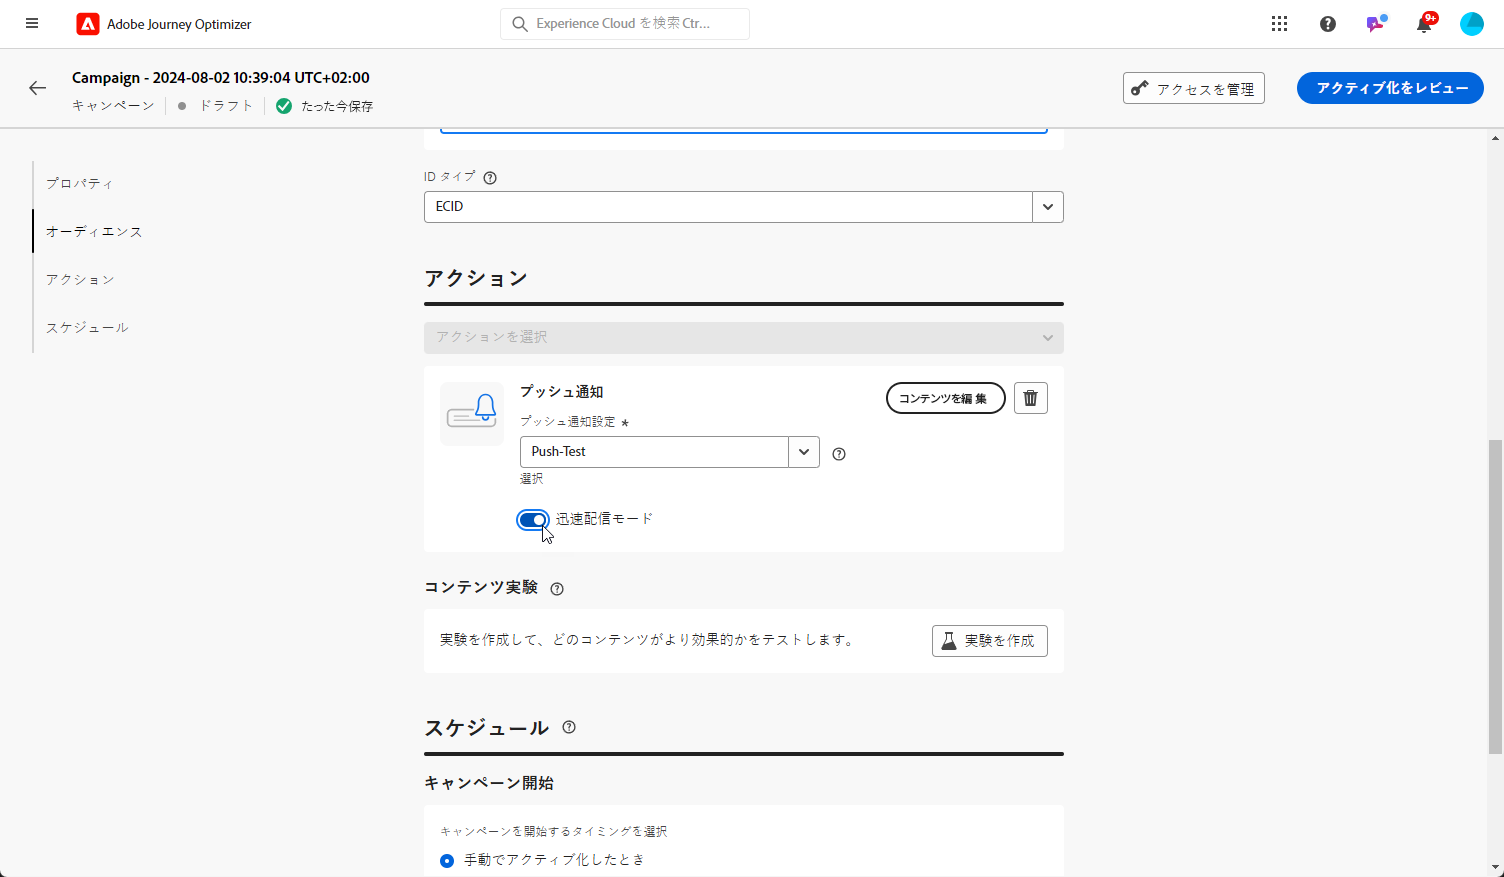 Adobe Journey Optimizer
Experience Cloud を検索 Ctr...
9+
Campaign - 2024-08-02 10:39:04 UTC+02:00
キャンペーン
ドラフト
たった今保存
アクセスを管理
アクティブ化をレビュー
プロパティ
オーディエンス
アクション
スケジュール
ID タイプ
ECID
アクション
アクションを選択
プッシュ通知
コンテンツを編 集
プッシュ通知設定 *
Push-Test
選択
迅速配信モード
コンテンツ実験
実験を作成して、どのコンテンツがより効果的かをテストします。
実験を作成
スケジュール
キャンペーン開始
キャンペーンを開始するタイミングを選択
手動でアクティブ化したとき